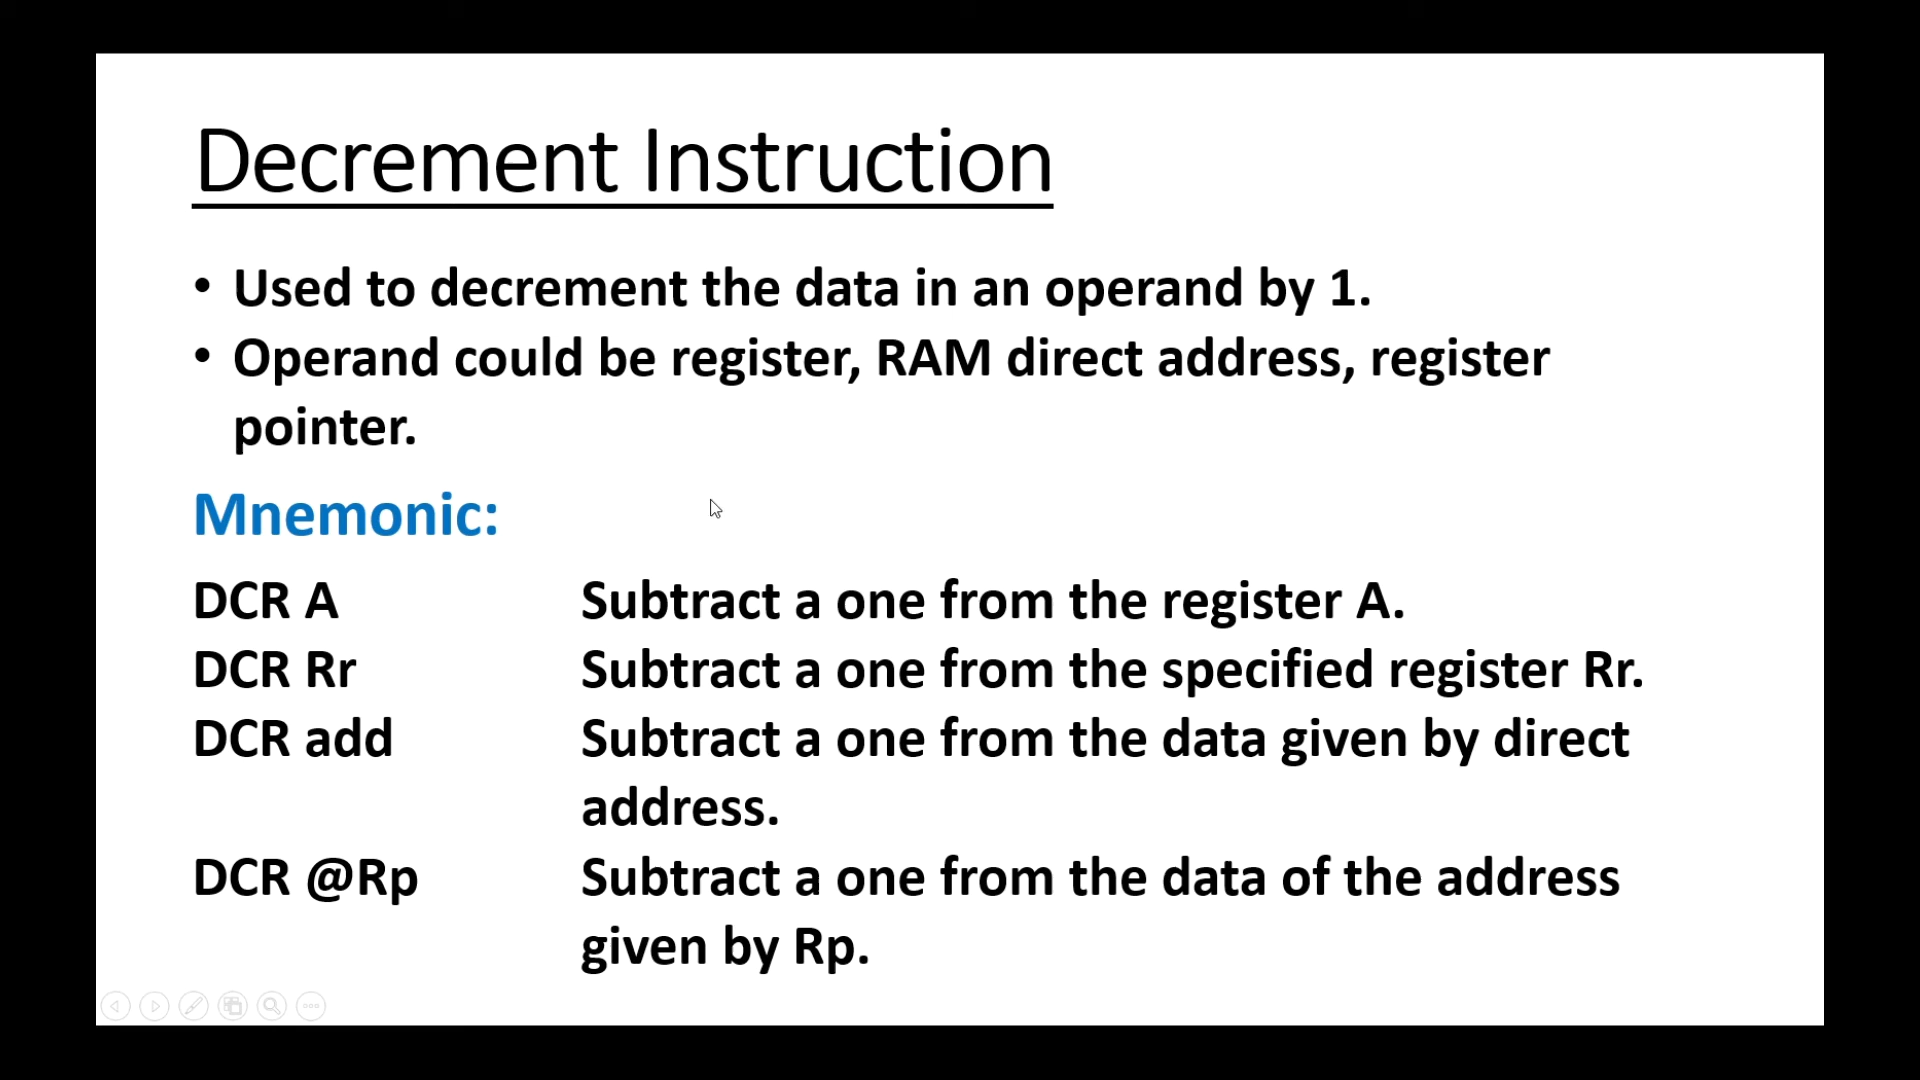 Decrement Instruction
• Used to decrement the data in an operand by 1.
• Operand could be register, RAM direct address, register
pointer.
Mnemonic:
DCR A Subtract a one from the register A.
DCR Rr Subtract a one from the specified register Rr.
DCR add Subtract a one from the data given by direct
address.
DCR @Rp Subtract a one from the data of the address
given by Rp.